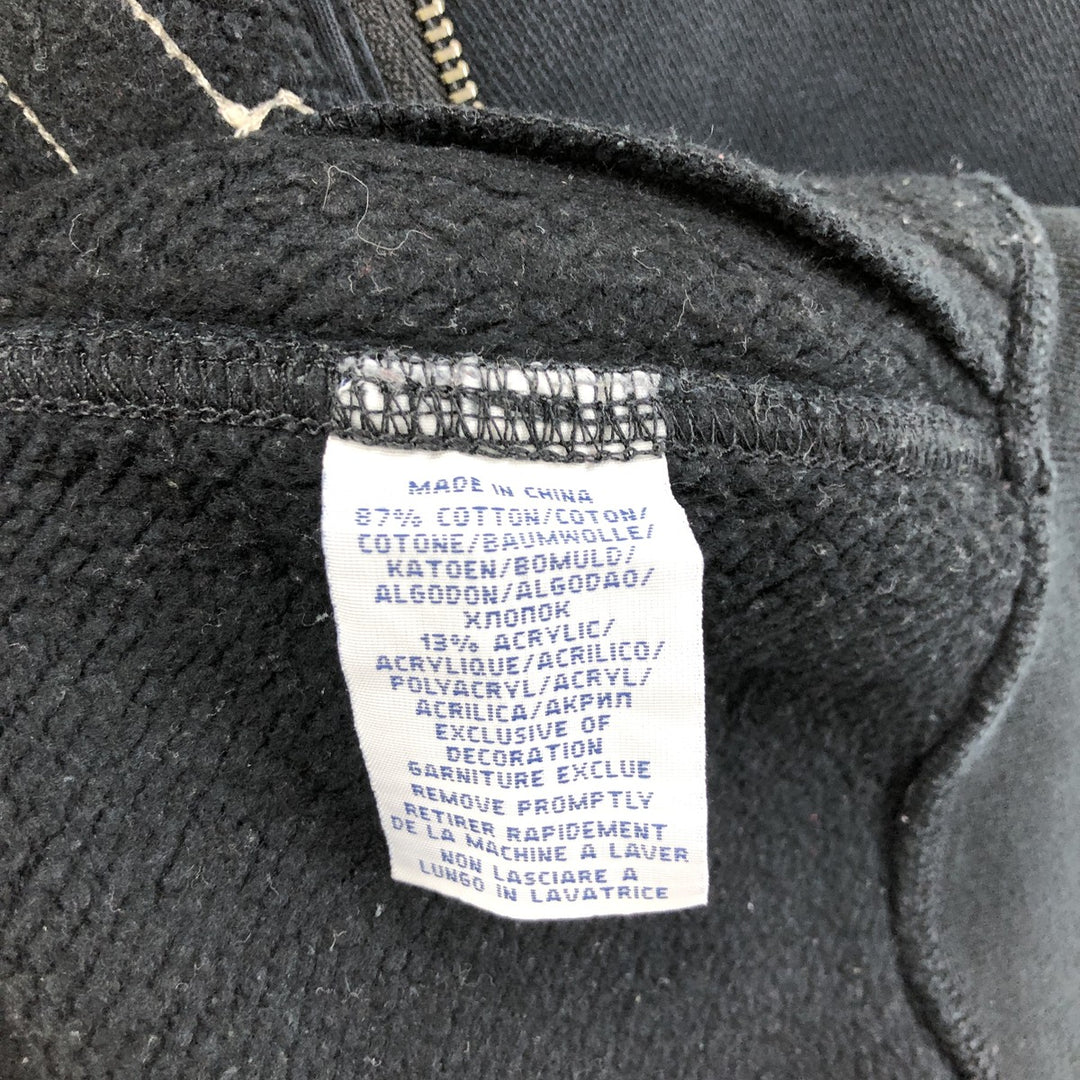 MADE IN CHINA
87% COTTON/COTON/
COTONE/BAUMWOLLE/
KATOEN/BOMULD/
ALGODON/ALGODAO/
ХЛОПОК
13% ACRYLIC/
ACRYLIQUE/ACRILICO/
POLYACRYL/ACRYL/
ACRILICA/АКРИЛ
EXCLUSIVE OF
DECORATION
GARNITURE EXCLUE
REMOVE PROMPTLY
RETIRER RAPIDEMENT
DE LA MACHINE A LAVER
NON LASCIARE A
LUNGO IN LAVATRICE